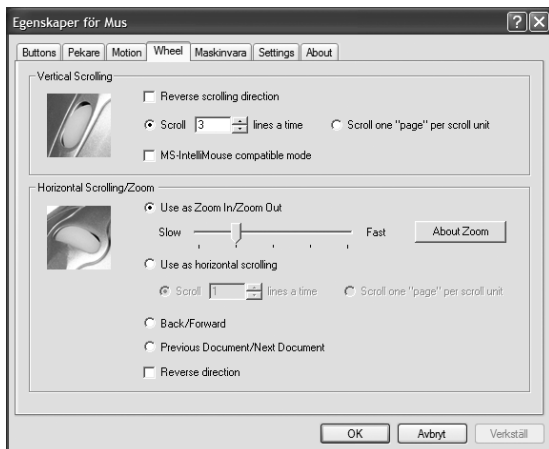 Egenskaper för Mus
Buttons Pekare Motion Wheel Maskinvara Settings About
Vertical Scrolling
Reverse scrolling direction
Scroll 3 lines a time Scroll one "page" per scroll unit
MS-IntelliMouse compatible mode
Horizontal Scrolling/Zoom
Use as Zoom In/Zoom Out
Slow Fast About Zoom
Use as horizontal scrolling
Scroll 1 lines a time Scroll one "page" per scroll unit
Back/Forward
Previous Document/Next Document
Reverse direction
OK Avbryt Verkställ